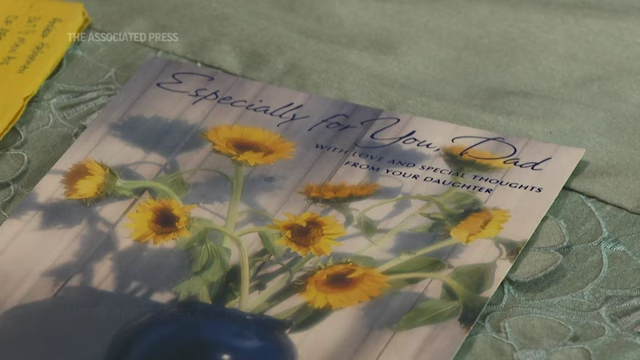 THE ASSOCIATED PRESS
Especially for You, Dad
WITH LOVE AND SPECIAL THOUGHTS
FROM YOUR DAUGHTER